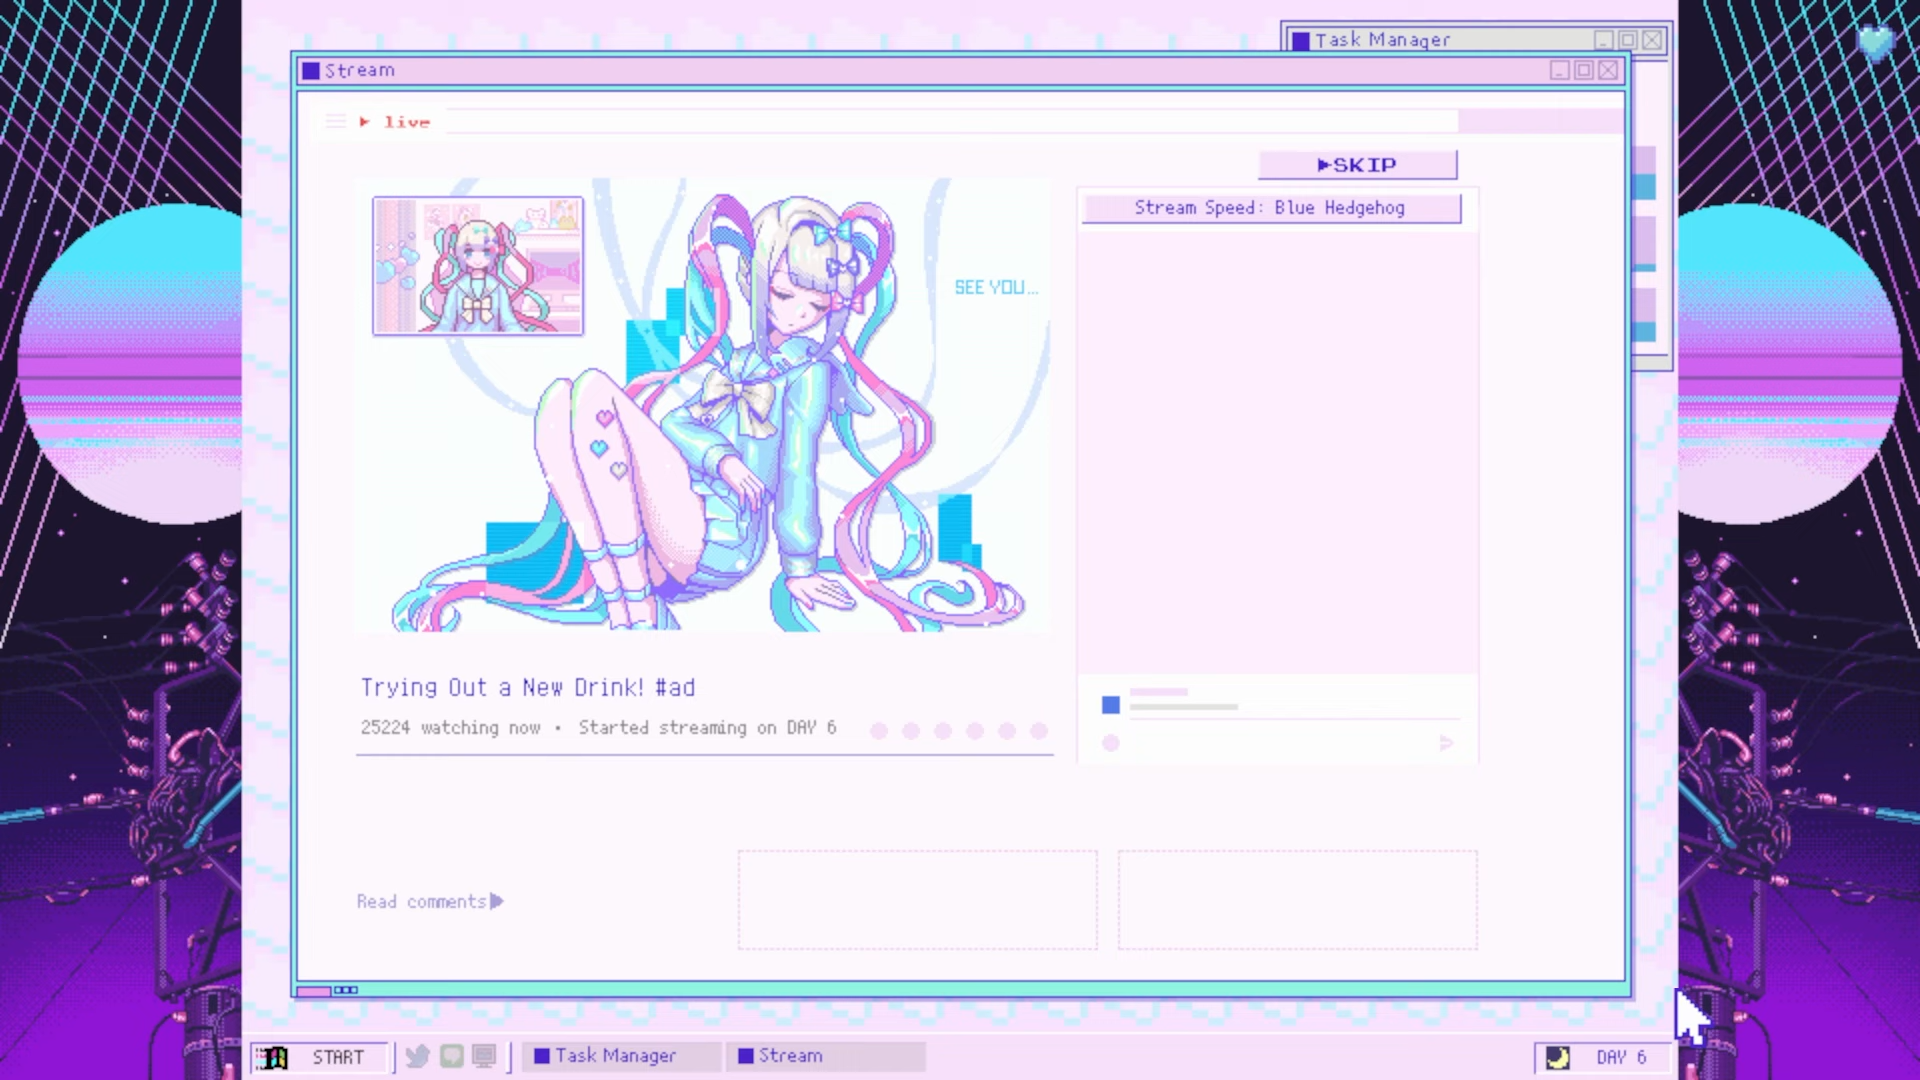 Task Manager
Stream
live
▶SKIP
Stream Speed: Blue Hedgehog
SEE YOU...
Trying Out a New Drink! #ad
25224 watching now • Started streaming on DAY 6
Read comments▶
START
Task Manager
Stream
DAY 6